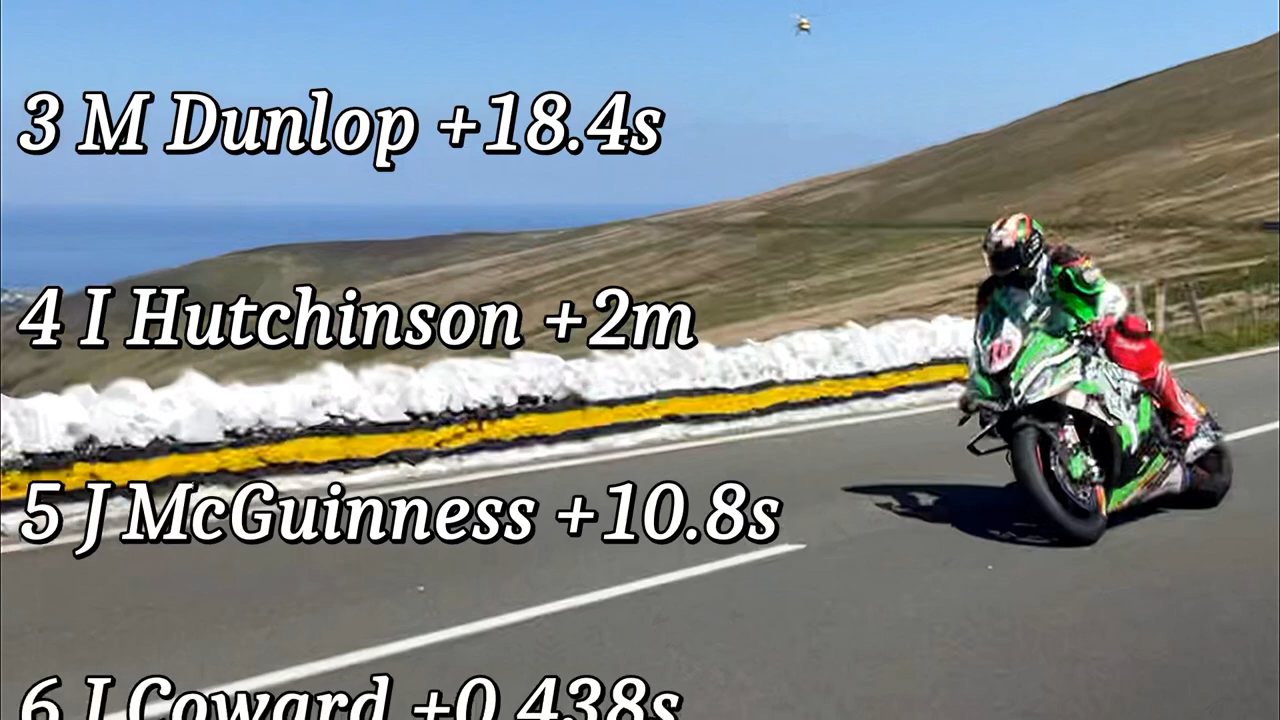 3 M Dunlop +18.4s
4 I Hutchinson +2m
5 J McGuinness +10.8s
6 J Coward +0.438s